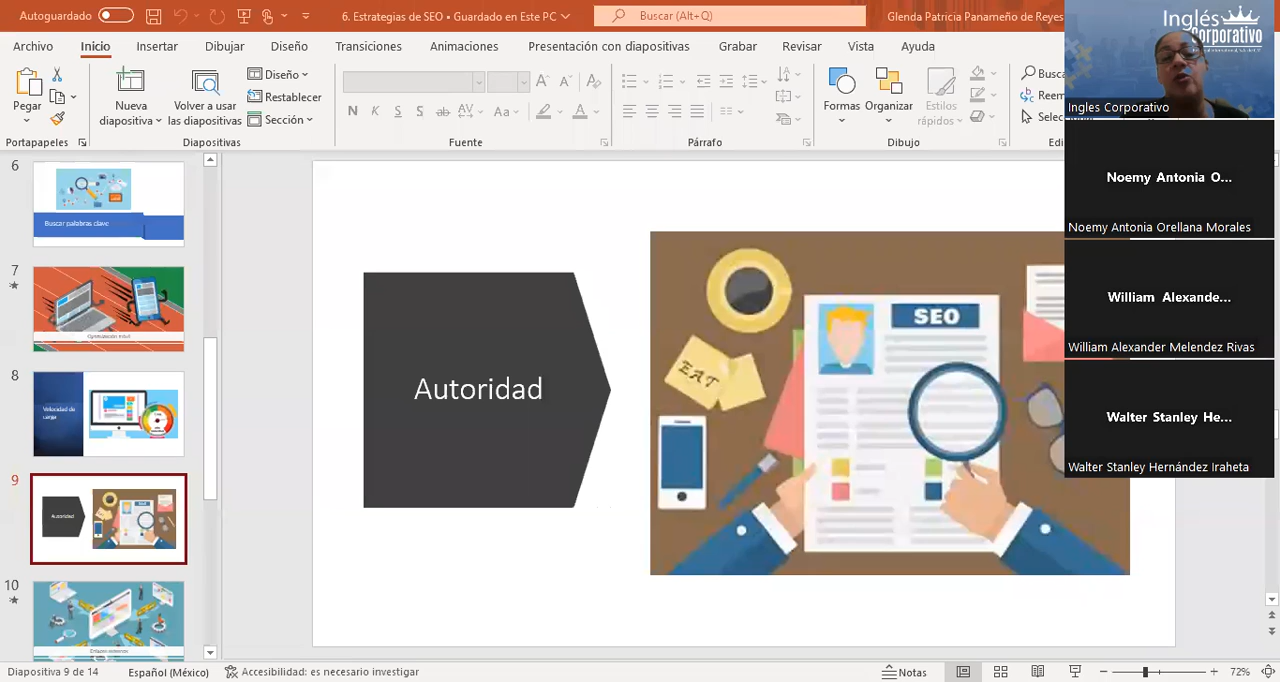 Autoguardado
6. Estrategias de SEO • Guardado en Este PC
Buscar (Alt+Q)
Glenda Patricia Panameño de Reyes
Archivo Inicio Insertar Dibujar Diseño Transiciones Animaciones Presentación con diapositivas Grabar Revisar Vista Ayuda
Pegar
Nueva diapositiva
Volver a usar las diapositivas
Diseño
Restablecer
Sección
N K S S ab AV Aa A
Formas Organizar Estilos rápidos
Portapapeles Diapositivas Fuente Párrafo Dibujo
Inglés
Corporativo
Ingles Corporativo
Noemy Antonia O...
Noemy Antonia Orellana Morales
William Alexande...
William Alexander Melendez Rivas
Walter Stanley He...
Walter Stanley Hernández Iraheta
6
Buscar palabras clave
7
8
Velocidad de carga
9
Autoridad
10
Autoridad
SEO
EAT
Diapositiva 9 de 14 Español (México) Accesibilidad: es necesario investigar Notas 72%